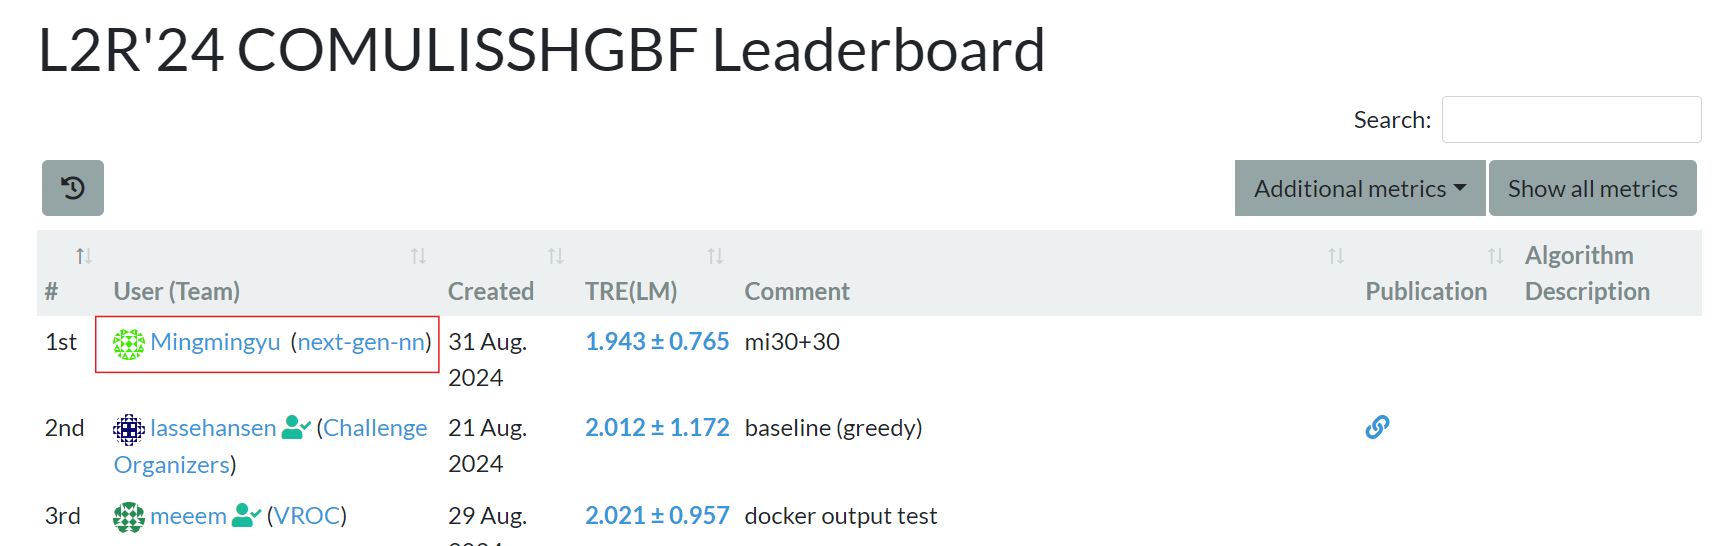 L2R'24 COMULISSHGBF Leaderboard
Search:
Additional metrics Show all metrics
# User (Team) Created TRE(LM) Comment Publication Algorithm Description
1st Mingmingyu (next-gen-nn) 31 Aug. 2024 1.943 ± 0.765 mi30+30
2nd lassehansen (Challenge Organizers) 21 Aug. 2024 2.012 ± 1.172 baseline (greedy)
3rd meeem (VROC) 29 Aug. 2.021 ± 0.957 docker output test